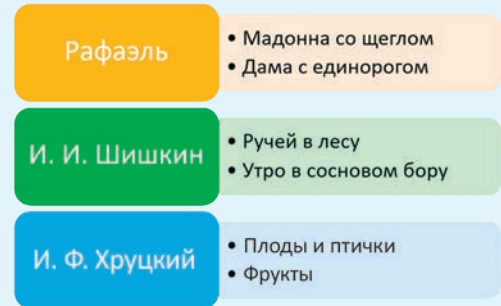 Рафаэль
• Мадонна со щеглом
• Дама с единорогом
И. И. Шишкин
• Ручей в лесу
• Утро в сосновом бору
И. Ф. Хруцкий
• Плоды и птички
• Фрукты